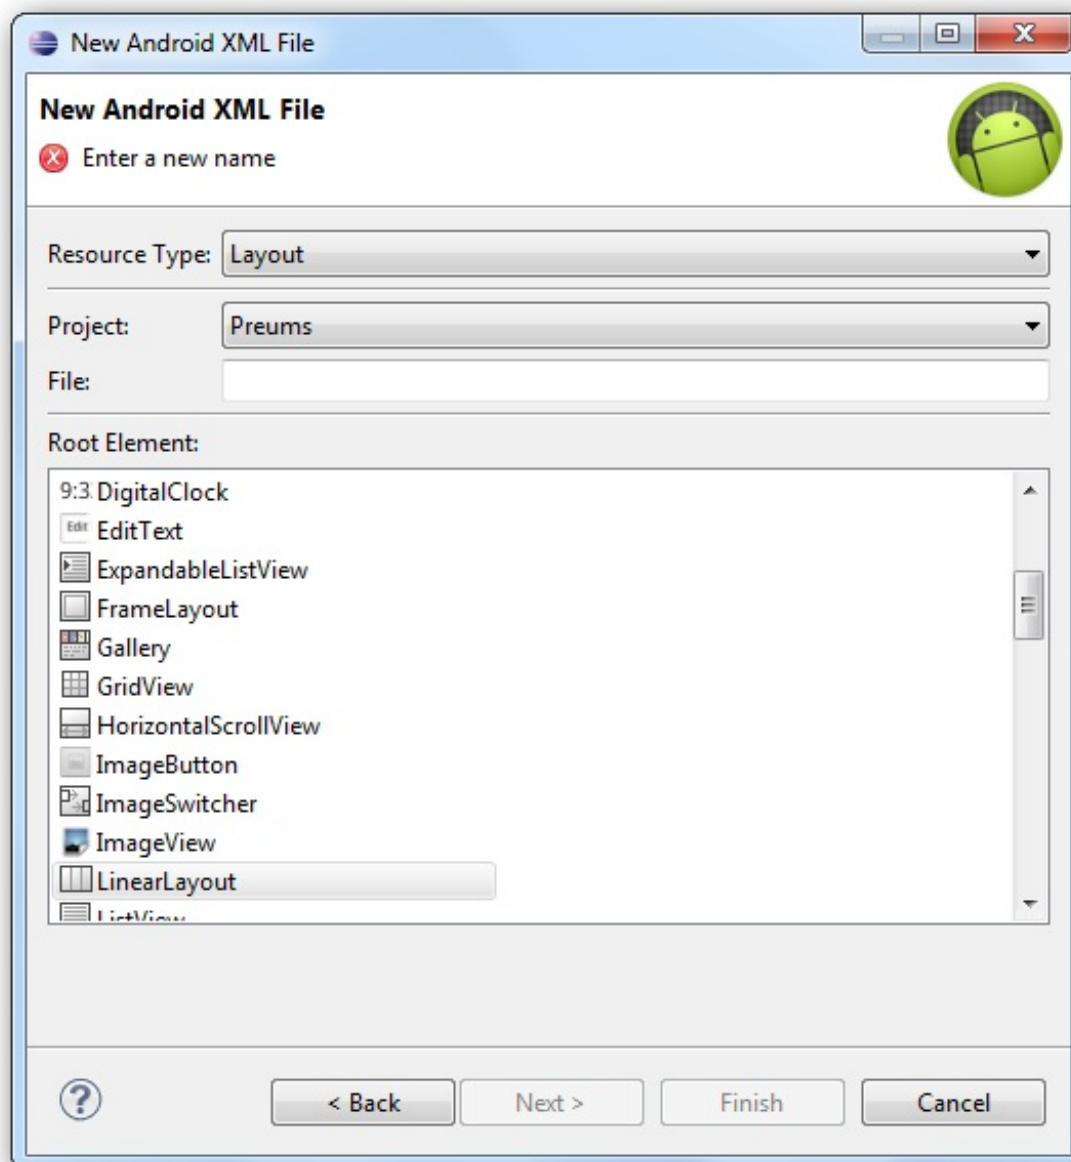 New Android XML File
New Android XML File
Enter a new name
Resource Type: Layout
Project: Preums
File:
Root Element:
9:3 DigitalClock
Edit EditText
ExpandableListView
FrameLayout
Gallery
GridView
HorizontalScrollView
ImageButton
ImageSwitcher
ImageView
LinearLayout
ListView
? < Back Next > Finish Cancel